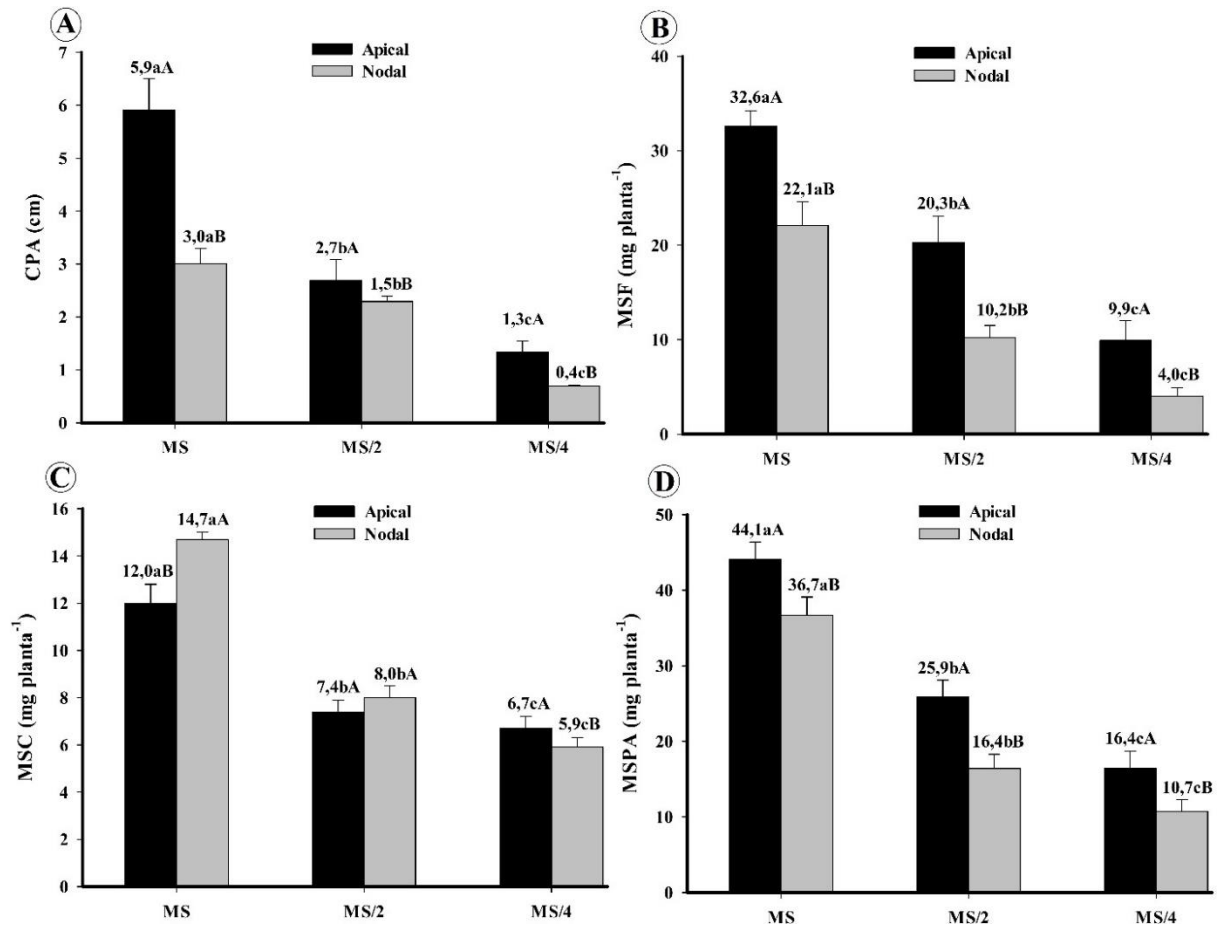 A
Apical
Nodal
7
6
5
4
3
2
1
0
CPA (cm)
5,9aA
3,0aB
2,7bA
1,5bB
1,3cA
0,4cB
MS
MS/2
MS/4
B
Apical
Nodal
40
30
20
10
0
MSF (mg planta⁻¹)
32,6aA
22,1aB
20,3bA
10,2bB
9,9cA
4,0cB
MS
MS/2
MS/4
C
Apical
Nodal
16
14
12
10
8
6
4
2
0
MSC (mg planta⁻¹)
12,0aB
14,7aA
7,4bA
8,0bA
6,7cA
5,9cB
MS
MS/2
MS/4
D
Apical
Nodal
50
40
30
20
10
0
MSPA (mg planta⁻¹)
44,1aA
36,7aB
25,9bA
16,4bB
16,4cA
10,7cB
MS
MS/2
MS/4